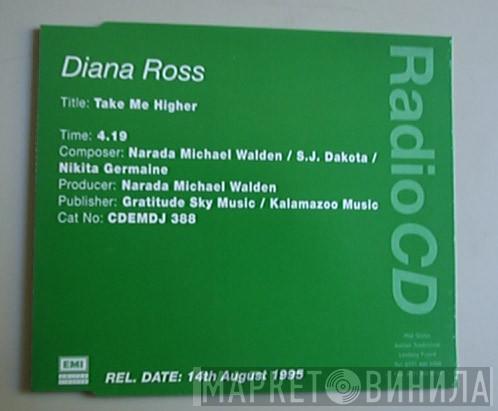 Diana Ross
Title: Take Me Higher
Time: 4.19
Composer: Narada Michael Walden / S.J. Dakota /
Nikita Germaine
Producer: Narada Michael Walden
Publisher: Gratitude Sky Music / Kalamazoo Music
Cat No: CDEMDJ 388
Radio CD
EMI
REL. DATE: 14th August 1995
МАРКЕТ ВИНИЛА